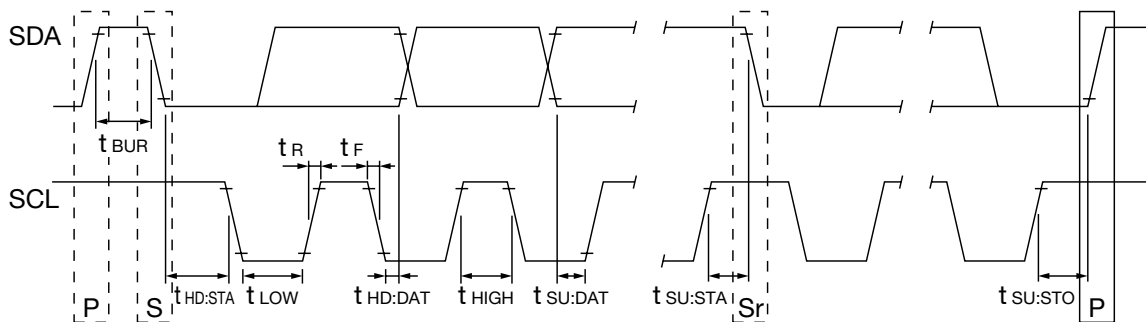 SDA
t BUR
t R
t F
SCL
t HD:STA
t LOW
t HD:DAT
t HIGH
t SU:DAT
t SU:STA
t SU:STO
P
S
Sr
P